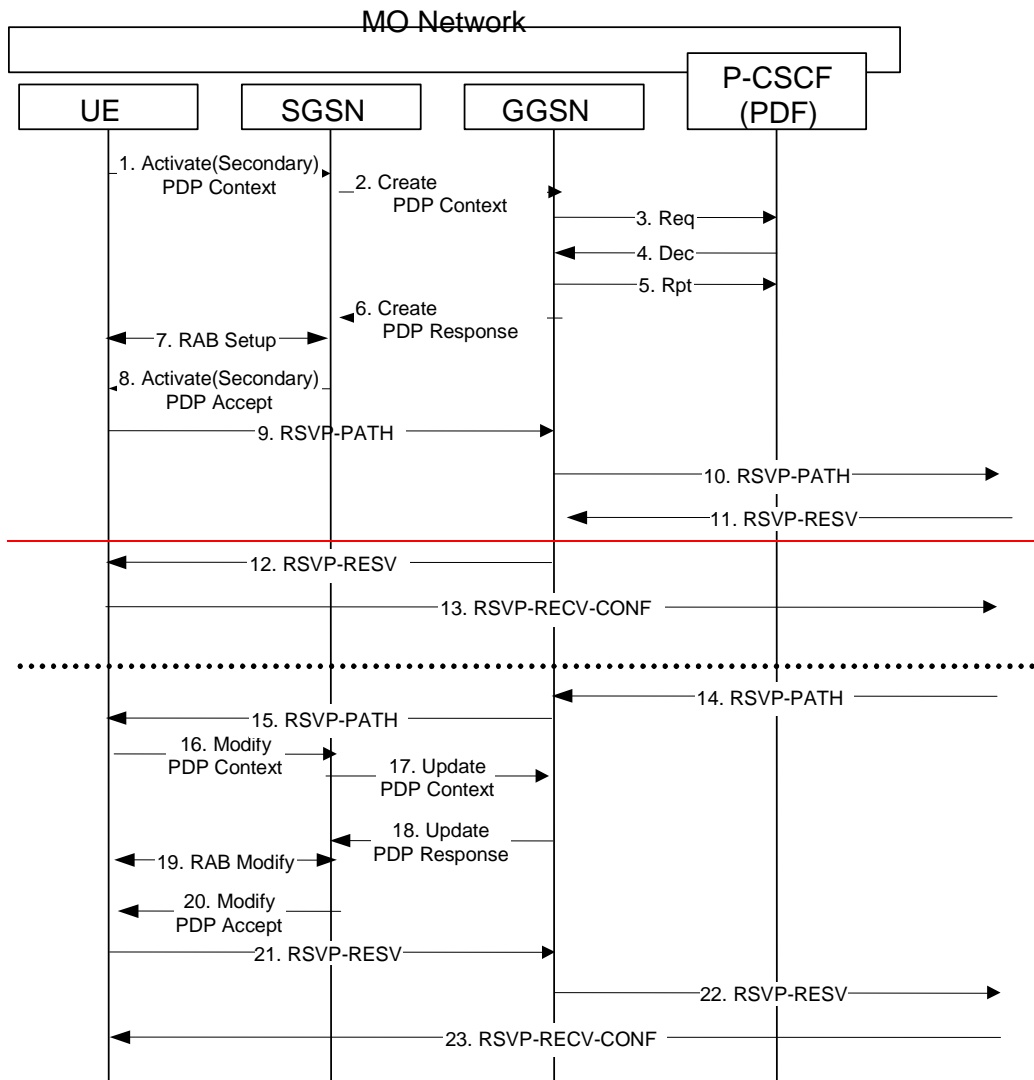 MO Network
UE
SGSN
GGSN
P-CSCF
(PDF)
1. Activate(Secondary)
PDP Context
2. Create
PDP Context
3. Req
4. Dec
5. Rpt
6. Create
PDP Response
7. RAB Setup
8. Activate(Secondary)
PDP Accept
9. RSVP-PATH
10. RSVP-PATH
11. RSVP-RESV
12. RSVP-RESV
13. RSVP-RECV-CONF
14. RSVP-PATH
15. RSVP-PATH
16. Modify
PDP Context
17. Update
PDP Context
18. Update
PDP Response
19. RAB Modify
20. Modify
PDP Accept
21. RSVP-RESV
22. RSVP-RESV
23. RSVP-RECV-CONF